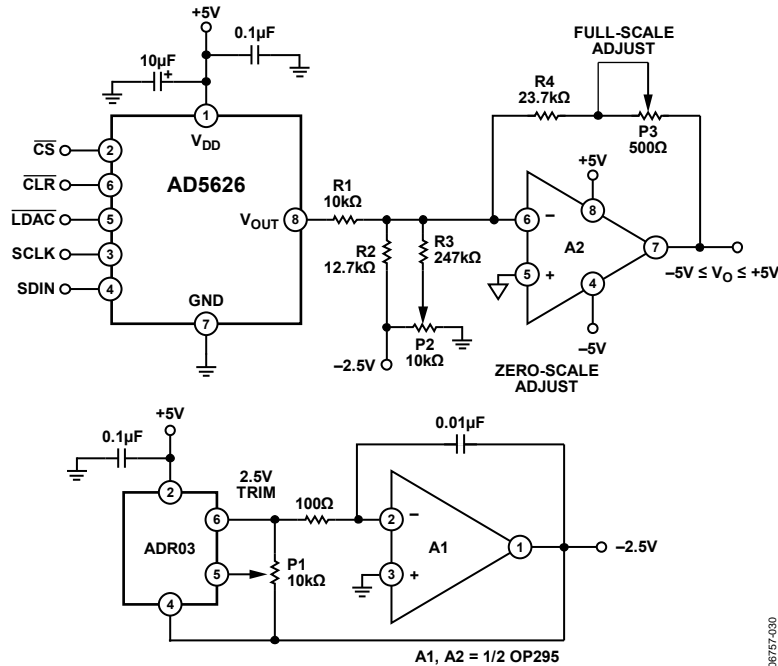 +5V
0.1µF
10µF
+
1
VDD
AD5626
CS
2
CLR
6
LDAC
5
SCLK
3
SDIN
4
VOUT
8
GND
7
R1
10kΩ
R2
12.7kΩ
R3
247kΩ
P2
10kΩ
–2.5V
FULL-SCALE
ADJUST
R4
23.7kΩ
P3
500Ω
+5V
8
6
–
A2
5
+
7
4
–5V
–5V ≤ VO ≤ +5V
ZERO-SCALE
ADJUST
+5V
0.1µF
2
ADR03
6
5
4
2.5V
TRIM
P1
10kΩ
100Ω
0.01µF
2
–
A1
3
+
1
–2.5V
A1, A2 = 1/2 OP295
06757-030